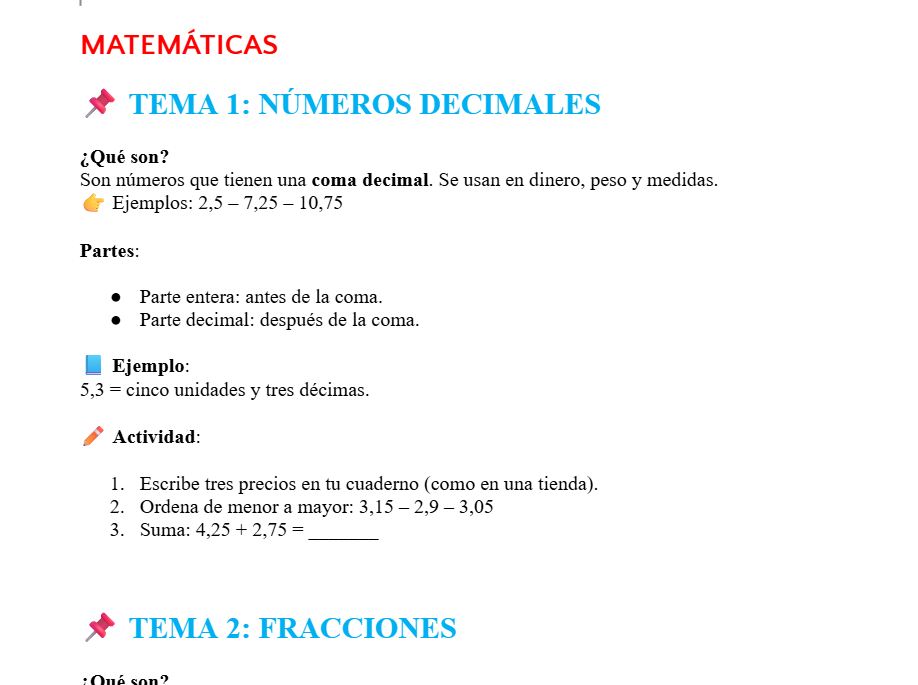 MATEMÁTICAS
📌 TEMA 1: NÚMEROS DECIMALES
¿Qué son?
Son números que tienen una coma decimal. Se usan en dinero, peso y medidas.
👉 Ejemplos: 2,5 – 7,25 – 10,75
Partes:
● Parte entera: antes de la coma.
● Parte decimal: después de la coma.
📘 Ejemplo:
5,3 = cinco unidades y tres décimas.
✏️ Actividad:
1. Escribe tres precios en tu cuaderno (como en una tienda).
2. Ordena de menor a mayor: 3,15 – 2,9 – 3,05
3. Suma: 4,25 + 2,75 = _______
📌 TEMA 2: FRACCIONES
¿Qué son?